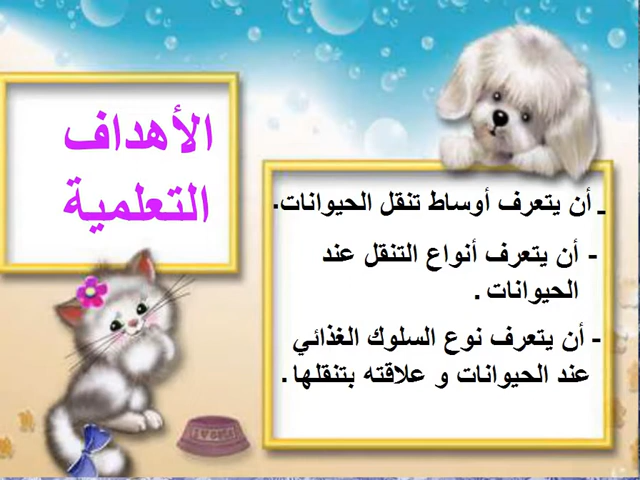 الأهداف
التعلمية
ـ أن يتعرف أوساط تنقل الحيوانات.
- أن يتعرف أنواع التنقل عند
الحيوانات .
- أن يتعرف نوع السلوك الغذائي
عند الحيوانات و علاقته بتنقلها .